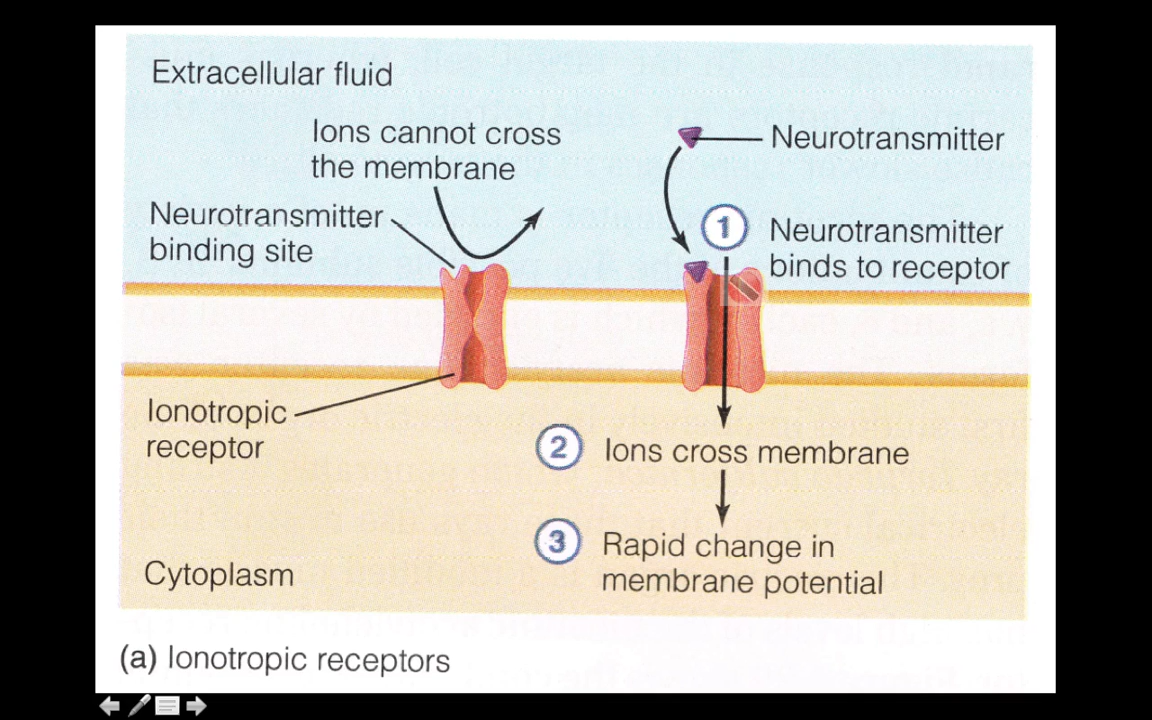 Extracellular fluid
Ions cannot cross
the membrane
Neurotransmitter
Neurotransmitter
binding site
1
Neurotransmitter
binds to receptor
Ionotropic
receptor
2 Ions cross membrane
3 Rapid change in
membrane potential
Cytoplasm
(a) Ionotropic receptors